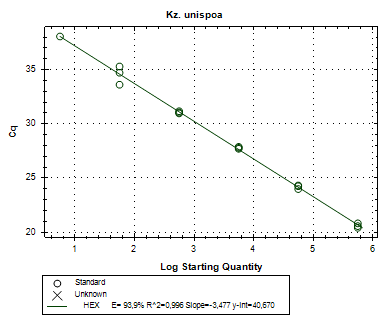 Kz. unispoa
35
30
25
20
Cq
1 2 3 4 5 6
Log Starting Quantity
Standard
Unknown
HEX E= 93,9% R^2=0,996 Slope=-3,477 y-int=40,670